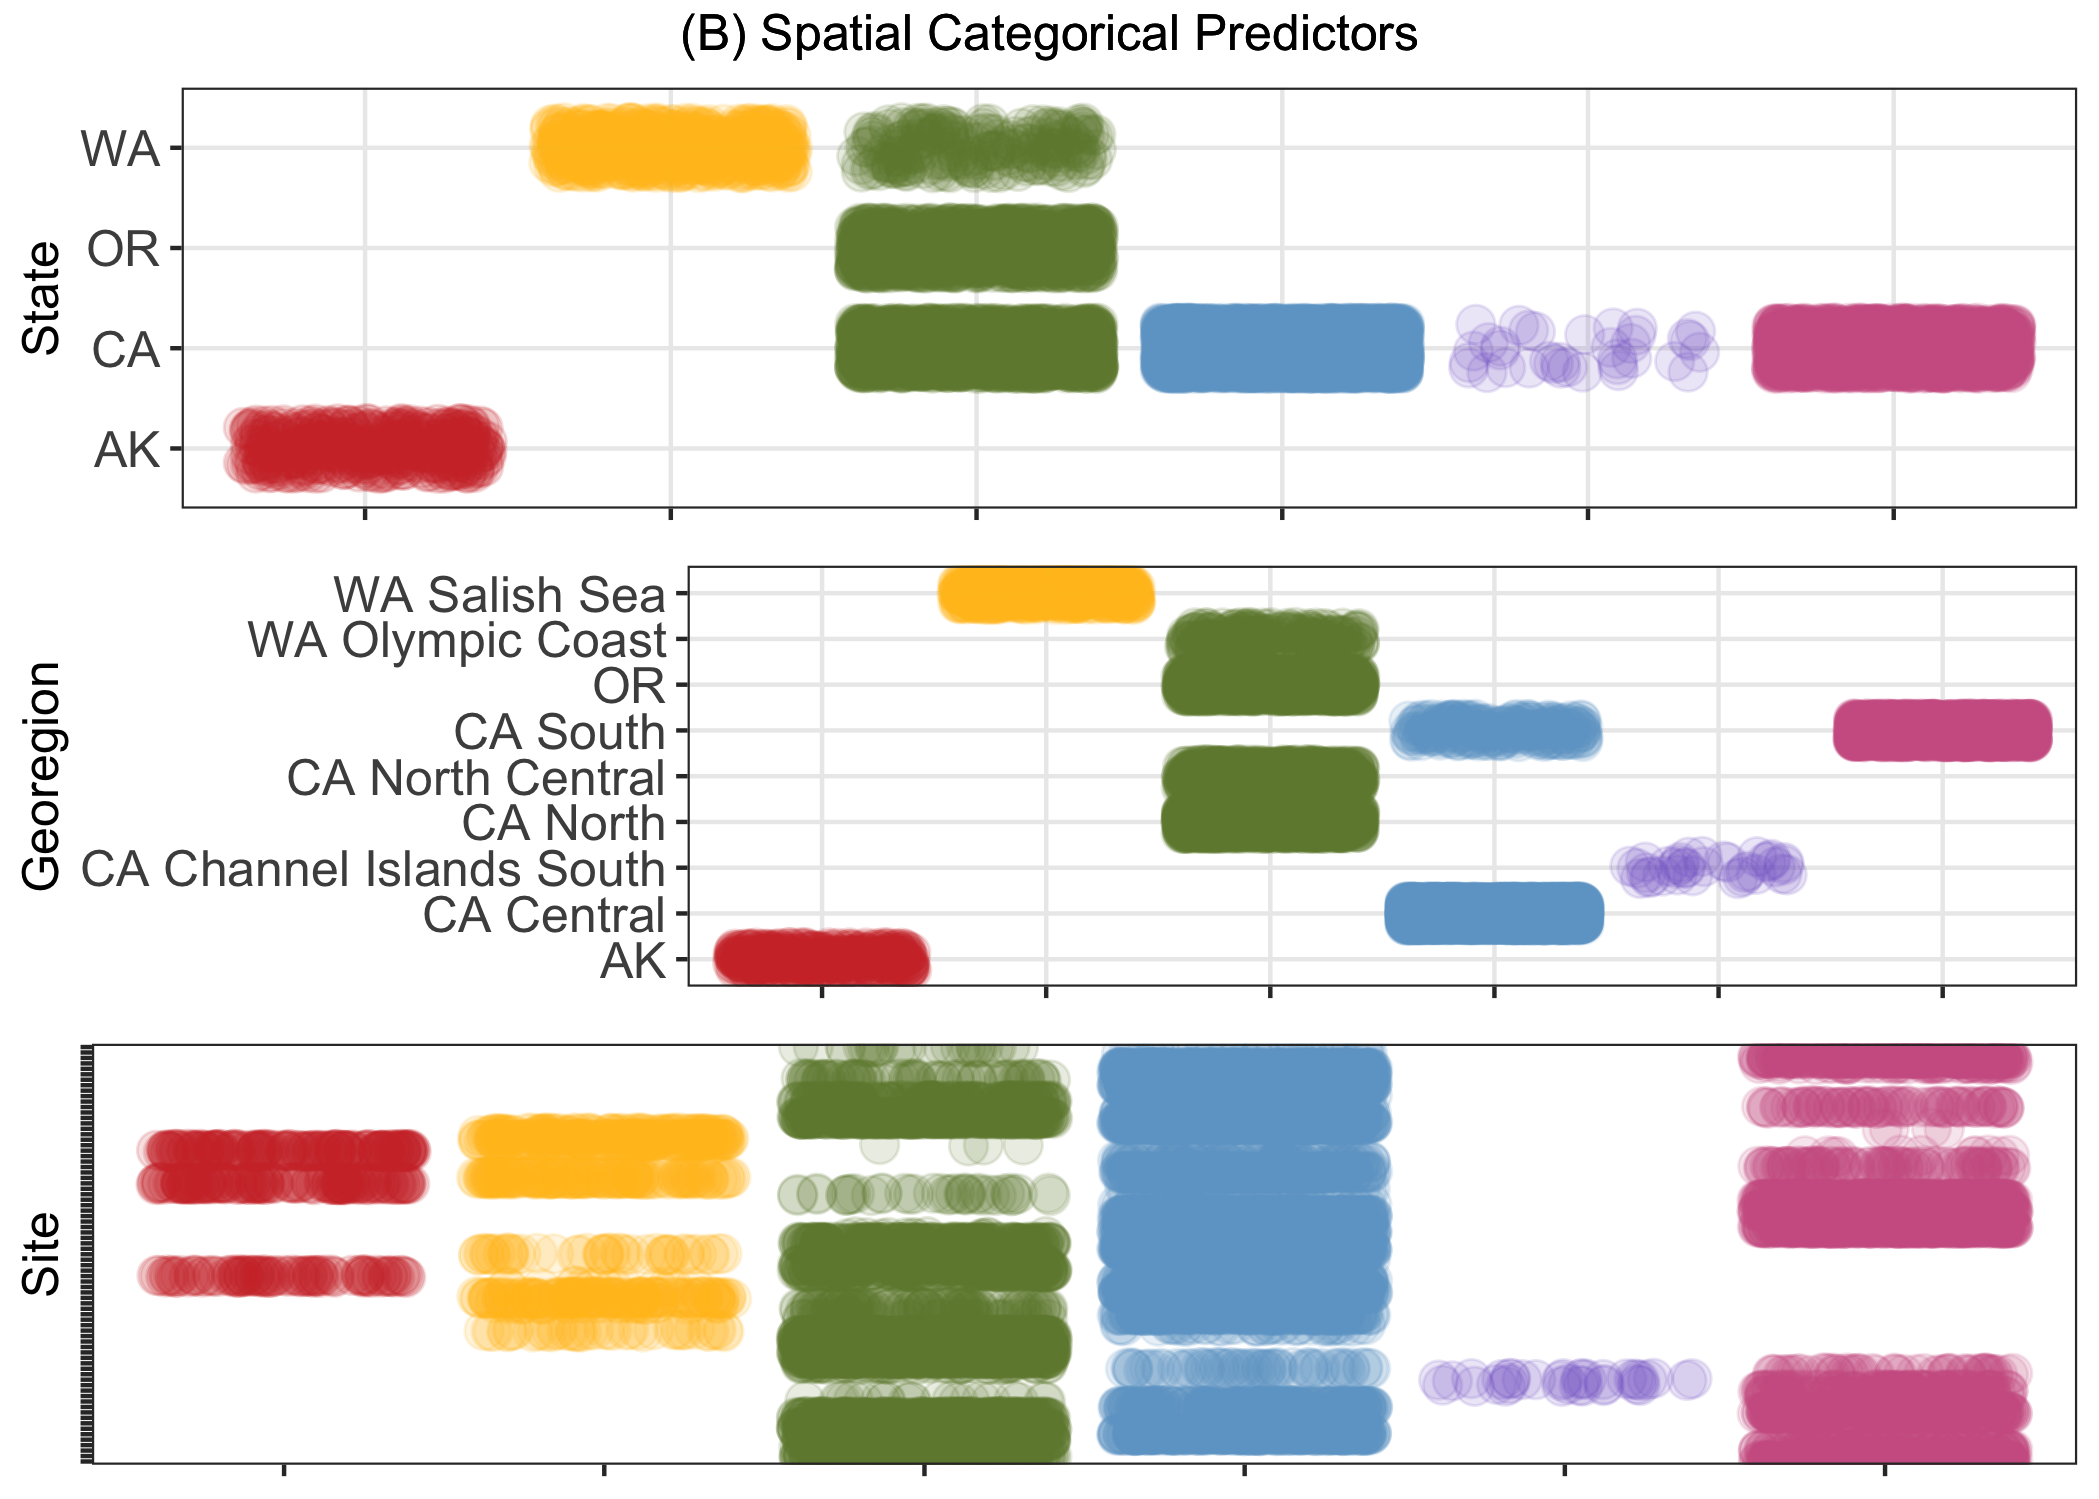 (B) Spatial Categorical Predictors
State
WA
OR
CA
AK
Georegion
WA Salish Sea
WA Olympic Coast
OR
CA South
CA North Central
CA North
CA Channel Islands South
CA Central
AK
Site